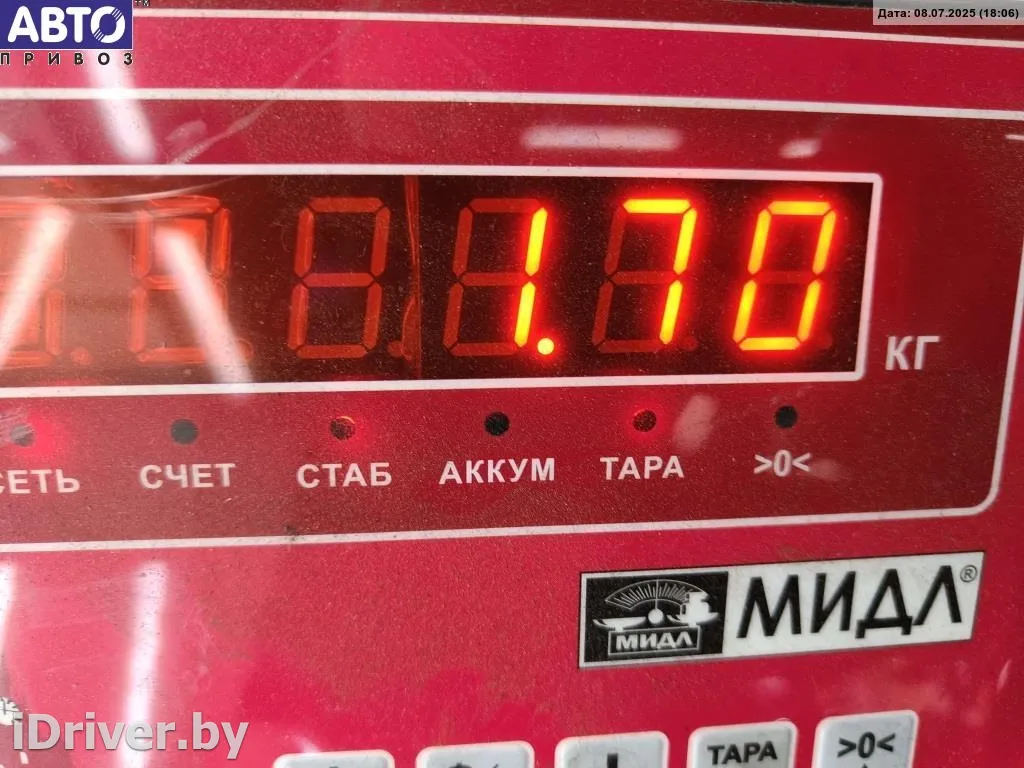 АВТО™
ПРИВОЗ
Дата: 08.07.2025 (18:06)
1.70
КГ
СЕТЬ СЧЕТ СТАБ АККУМ ТАРА >0<
МИДЛ МИДЛ®
iDriver.by
ТАРА >0<